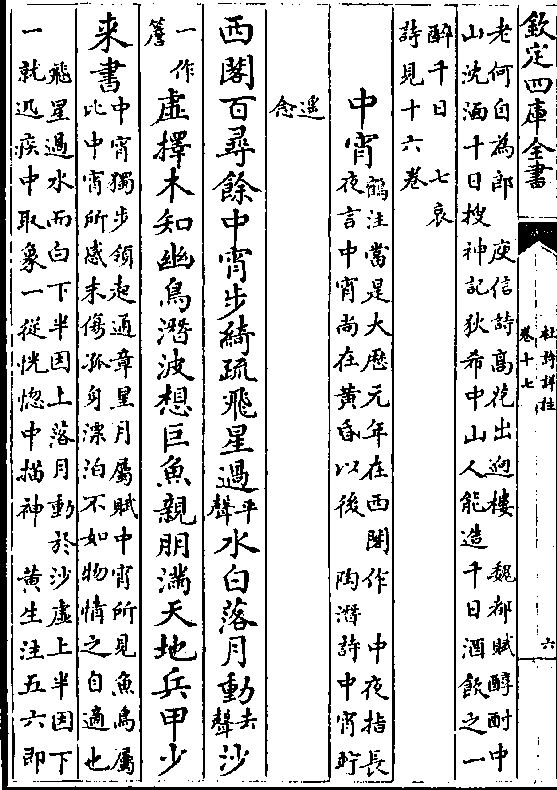 欽定四庫全書
杜詩詳註
卷十七
六
老何自為郎 庾信詩髙花出迥樓 魏都賦醇酎中
山沈湎千日搜神記狄希中山人能造千日酒飲之一
醉千日 七哀
詩見十六卷
中宵
鶴注當是大歷元年在西閣作 中夜指長
夜言中宵尚在黄昏以後 陶潛詩中宵貯
遥
念
西閣百尋餘中宵步綺疏飛星過平聲水白落月動去聲沙
一作簷虚擇木知幽鳥潛波想巨魚親朋滿天地兵甲少
来書
中宵獨步領起通章星月屬賦中宵所見魚鳥屬
比中宵所感末傷孤身漂泊不如物情之自適也
飛星過水而白下半因上落月動於沙虚上半因下
一就迅疾中取象一從恍惚中描神 黄生注五六即